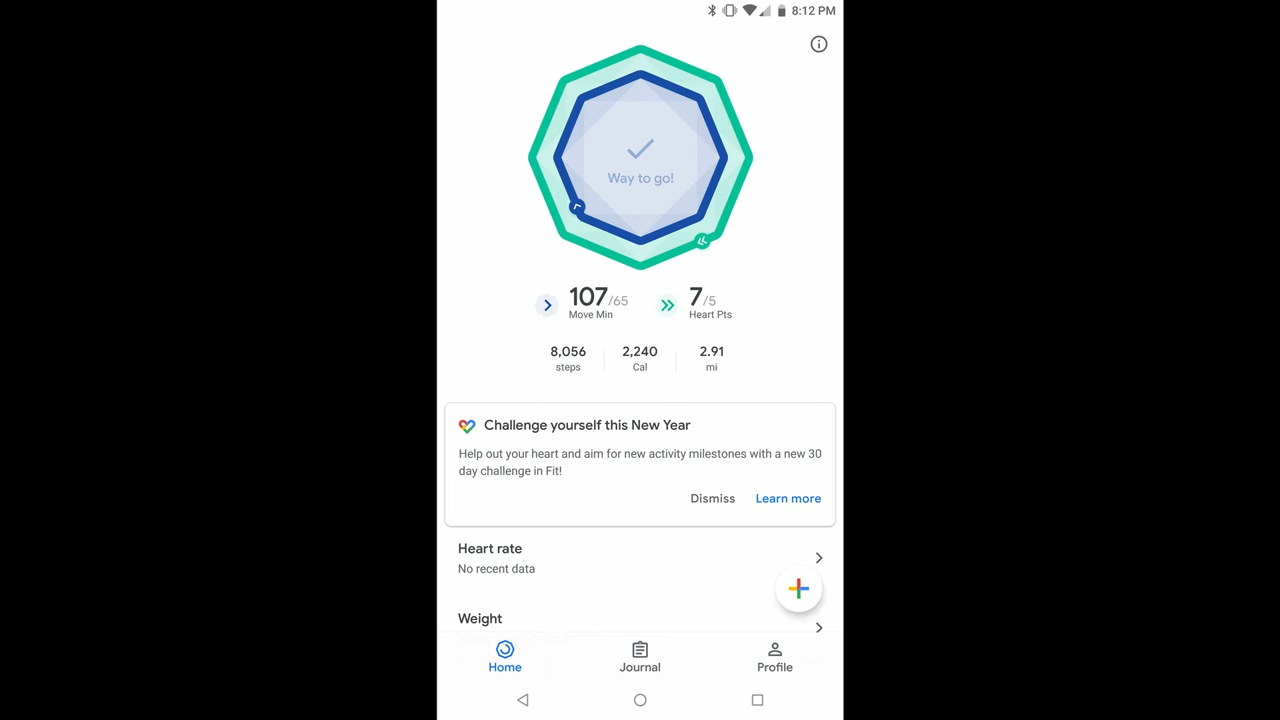 8:12 PM
Way to go!
107/65
Move Min
7/5
Heart Pts
8,056
steps
2,240
Cal
2.91
mi
Challenge yourself this New Year
Help out your heart and aim for new activity milestones with a new 30
day challenge in Fit!
Dismiss
Learn more
Heart rate
No recent data
Weight
Home
Journal
Profile